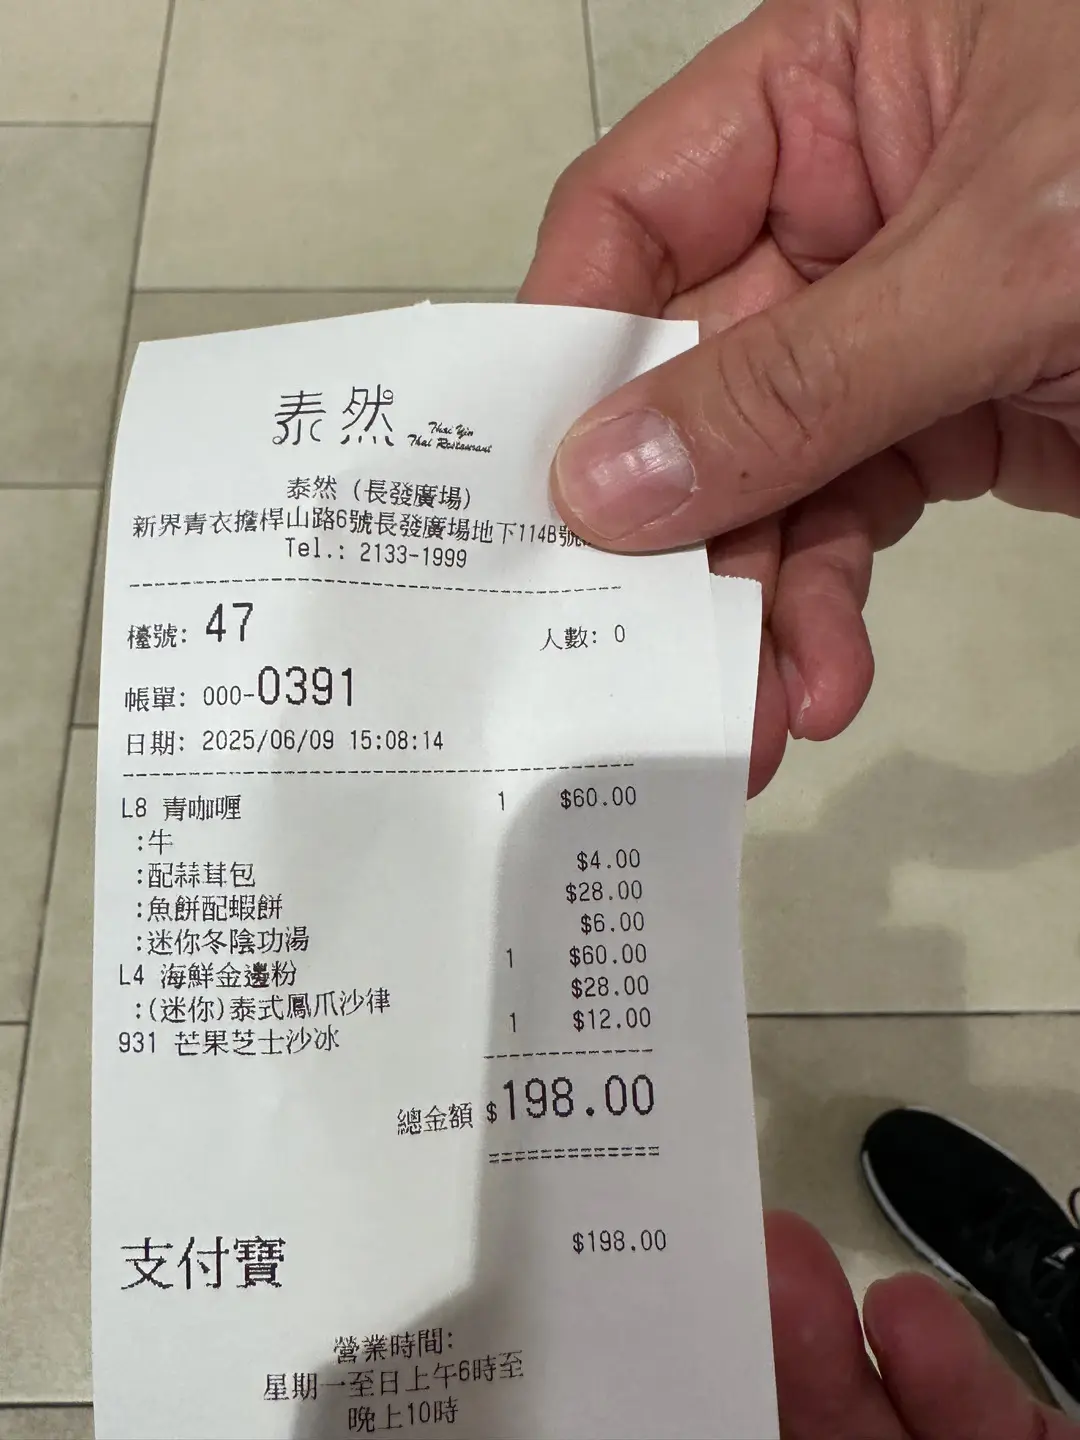 泰然 Thai Yin
Thai Restaurant
泰然 (長發廣場)
新界青衣擔桿山路6號長發廣場地下114B號
Tel.: 2133-1999
檯號: 47 人數: 0
帳單: 000-0391
日期: 2025/06/09 15:08:14
L8 青咖喱 1 $60.00
:牛
:配蒜茸包 $4.00
:魚餅配蝦餅 $28.00
:迷你冬陰功湯 $6.00
L4 海鮮金邊粉 1 $60.00
:(迷你)泰式鳳爪沙律 $28.00
931 芒果芝士沙冰 1 $12.00
總金額 $198.00
============
支付寶 $198.00
營業時間:
星期一至日上午6時至
晚上10時